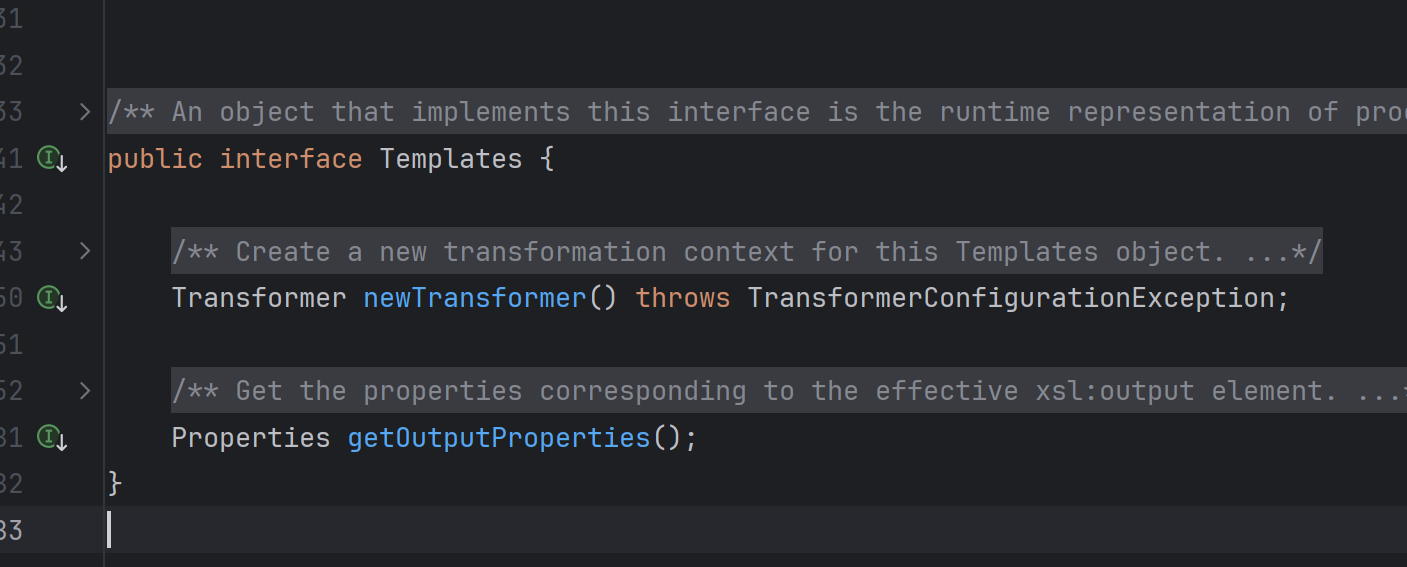 31
32
33 /** An object that implements this interface is the runtime representation of
41 public interface Templates {
42
43 /** Create a new transformation context for this Templates object. ...*/
50 Transformer newTransformer() throws TransformerConfigurationException;
51
52 /** Get the properties corresponding to the effective xsl:output element. ...
81 Properties getOutputProperties();
82 }
83